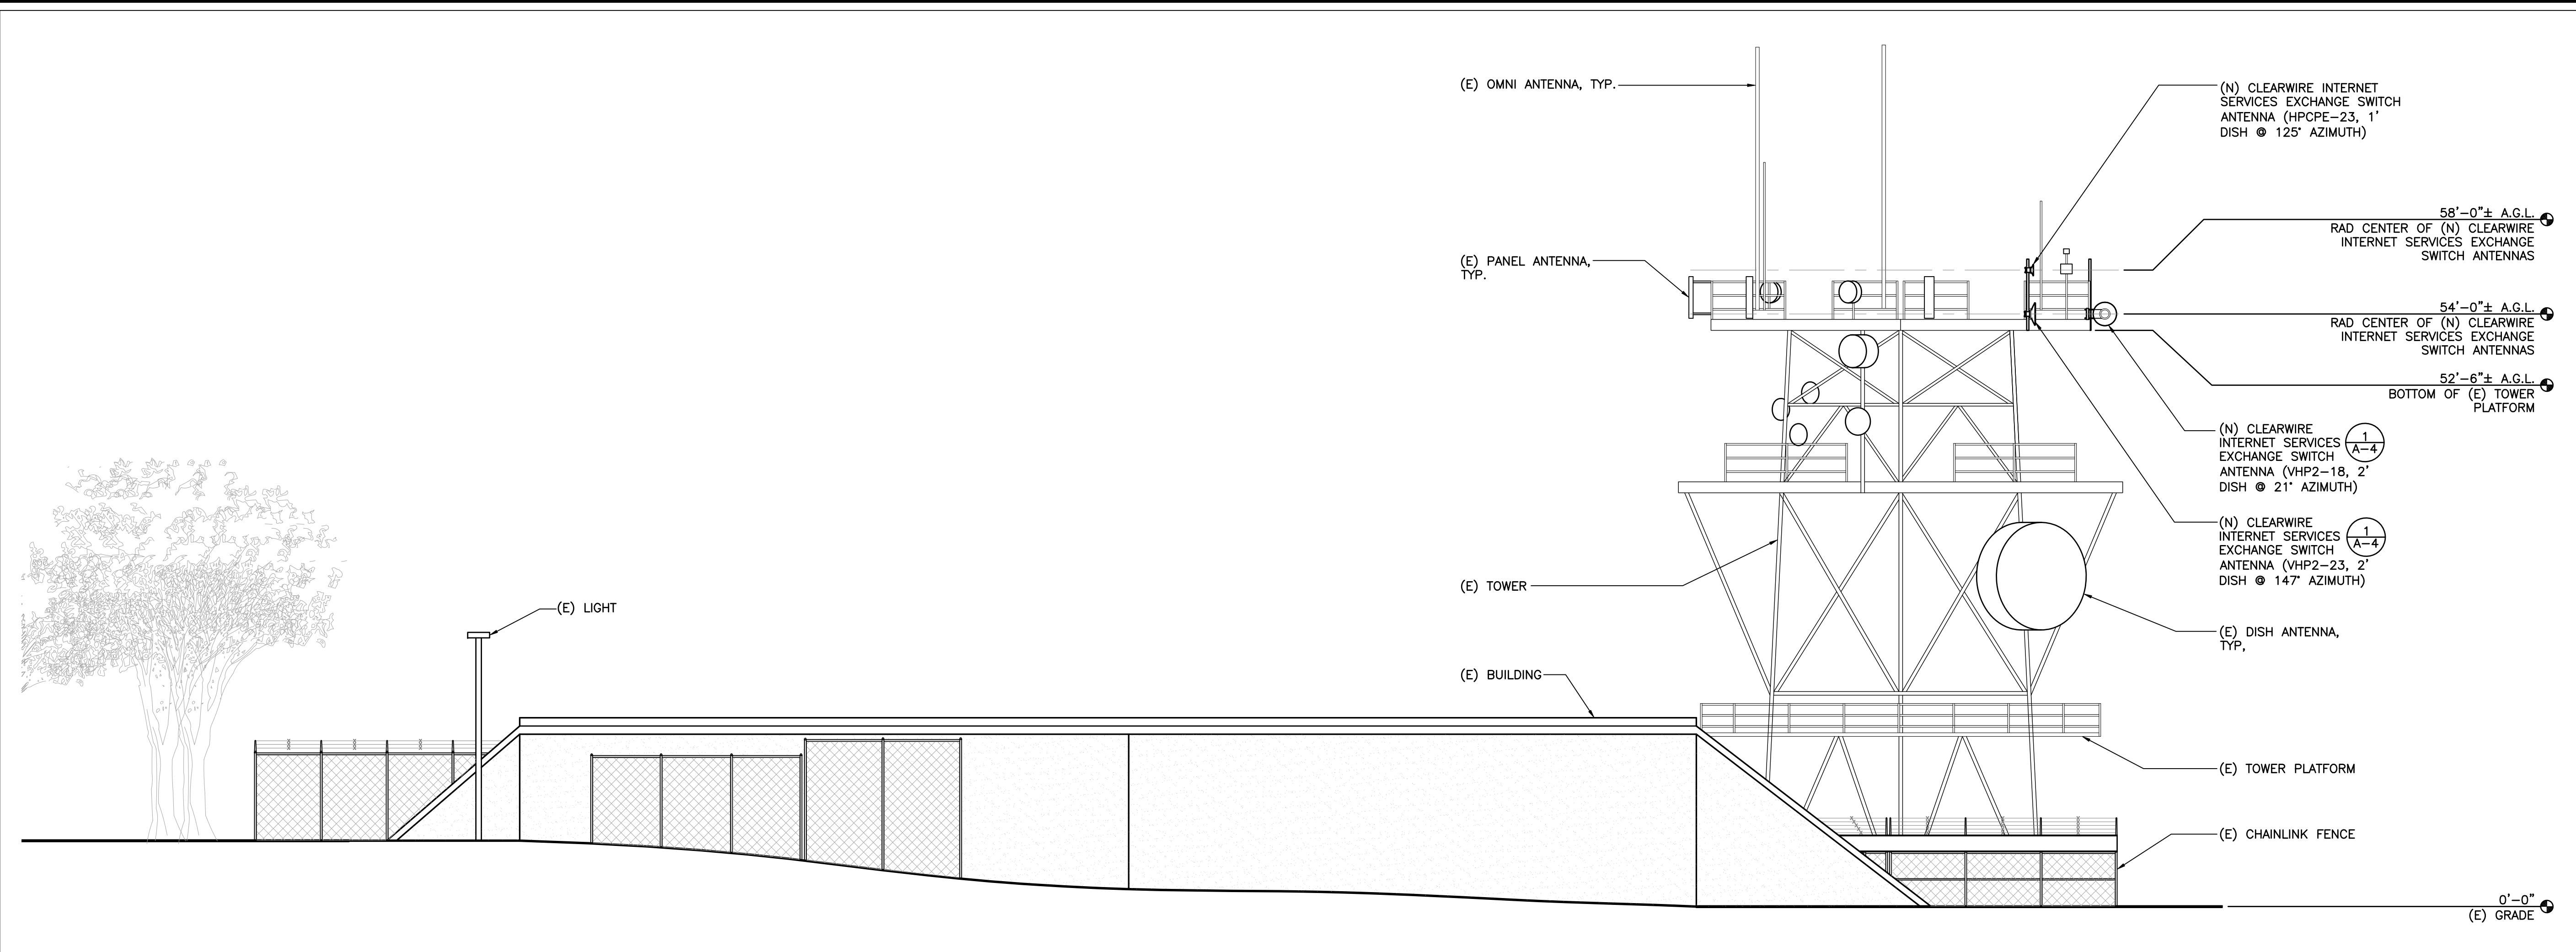 (E) OMNI ANTENNA, TYP.
(E) PANEL ANTENNA,
TYP.
(E) TOWER
(E) BUILDING
(E) LIGHT
(N) CLEARWIRE INTERNET
SERVICES EXCHANGE SWITCH
ANTENNA (HPCPE-23, 1'
DISH @ 125° AZIMUTH)
58'-0"± A.G.L.
RAD CENTER OF (N) CLEARWIRE
INTERNET SERVICES EXCHANGE
SWITCH ANTENNAS
54'-0"± A.G.L.
RAD CENTER OF (N) CLEARWIRE
INTERNET SERVICES EXCHANGE
SWITCH ANTENNAS
52'-6"± A.G.L.
BOTTOM OF (E) TOWER
PLATFORM
(N) CLEARWIRE
INTERNET SERVICES
EXCHANGE SWITCH
ANTENNA (VHP2-18, 2'
DISH @ 21° AZIMUTH)
1
A-4
(N) CLEARWIRE
INTERNET SERVICES
EXCHANGE SWITCH
ANTENNA (VHP2-23, 2'
DISH @ 147° AZIMUTH)
1
A-4
(E) DISH ANTENNA,
TYP,
(E) TOWER PLATFORM
(E) CHAINLINK FENCE
0'-0"
(E) GRADE